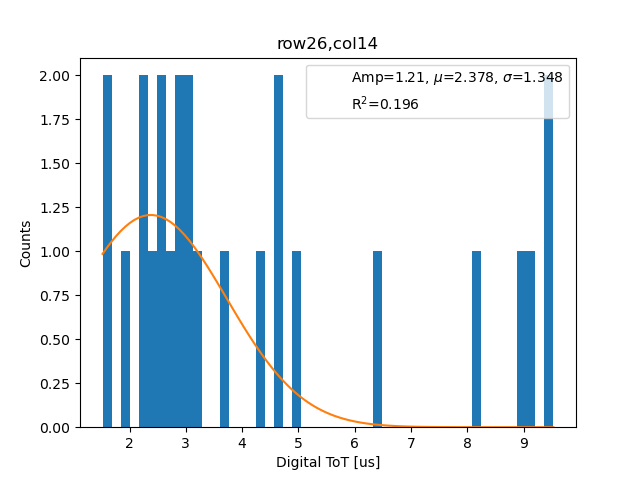 row26,col14
Amp=1.21, μ=2.378, σ=1.348
R²=0.196
2.00
1.75
1.50
1.25
1.00
0.75
0.50
0.25
0.00
Counts
2 3 4 5 6 7 8 9
Digital ToT [us]